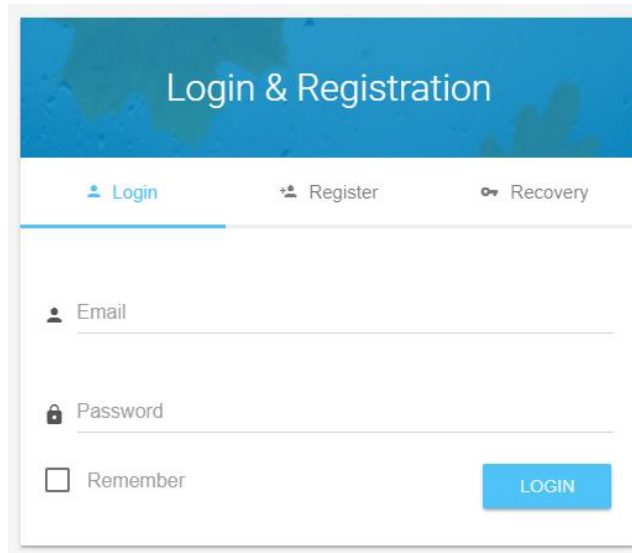 Login & Registration
Login Register Recovery
Email
Password
Remember LOGIN